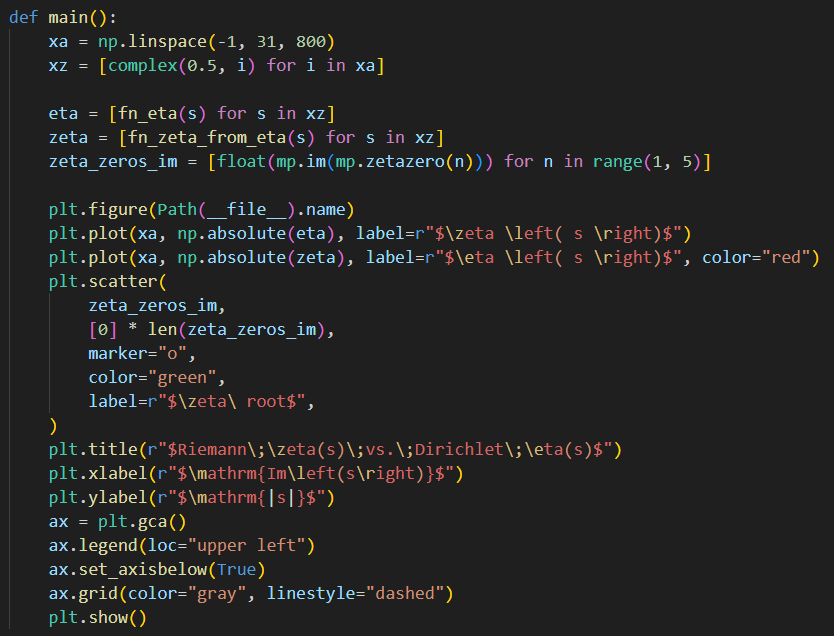 def main():
    xa = np.linspace(-1, 31, 800)
    xz = [complex(0.5, i) for i in xa]

    eta = [fn_eta(s) for s in xz]
    zeta = [fn_zeta_from_eta(s) for s in xz]
    zeta_zeros_im = [float(mp.im(mp.zetazero(n))) for n in range(1, 5)]

    plt.figure(Path(__file__).name)
    plt.plot(xa, np.absolute(eta), label=r"$\zeta \left( s \right)$")
    plt.plot(xa, np.absolute(zeta), label=r"$\eta \left( s \right)$", color="red")
    plt.scatter(
        zeta_zeros_im,
        [0] * len(zeta_zeros_im),
        marker="o",
        color="green",
        label=r"$\zeta\ root$",
    )
    plt.title(r"$Riemann\;\zeta(s)\;vs.\;Dirichlet\;\eta(s)$")
    plt.xlabel(r"$\mathrm{Im\left(s\right)}$")
    plt.ylabel(r"$\mathrm{|s|}$")
    ax = plt.gca()
    ax.legend(loc="upper left")
    ax.set_axisbelow(True)
    ax.grid(color="gray", linestyle="dashed")
    plt.show()